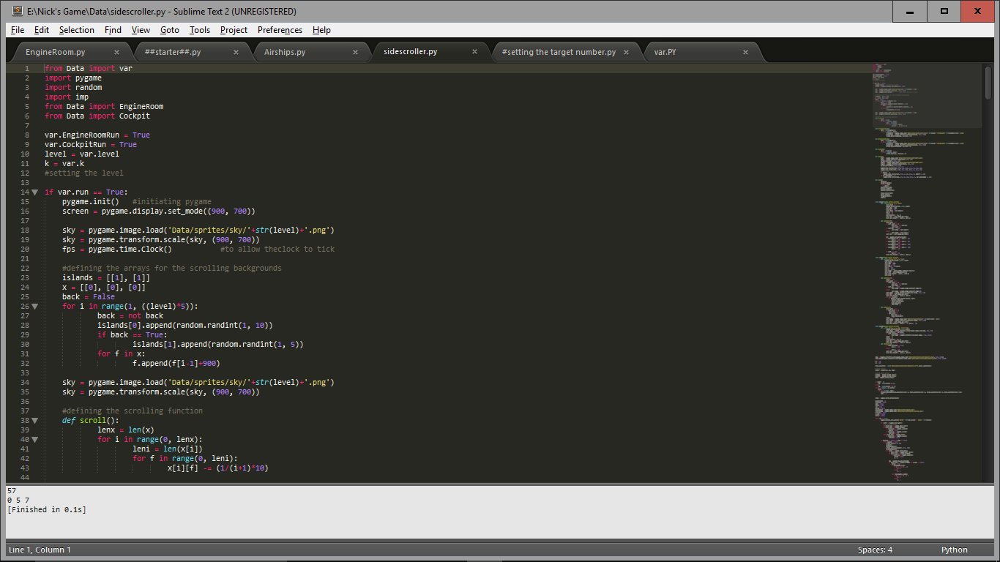 E:\Nick's Game\Data\sidescroller.py - Sublime Text 2 (UNREGISTERED)
File Edit Selection Find View Goto Tools Project Preferences Help
EngineRoom.py × ##starter##.py × Airships.py × sidescroller.py × #setting the target number.py × var.PY ×
1 from Data import var
2 import pygame
3 import random
4 import imp
5 from Data import EngineRoom
6 from Data import Cockpit
7
8 var.EngineRoomRun = True
9 var.CockpitRun = True
10 level = var.level
11 k = var.k
12 #setting the level
13
14 if var.run == True:
15 pygame.init() #initiating pygame
16 screen = pygame.display.set_mode((900, 700))
17
18 sky = pygame.image.load('Data/sprites/sky/'+str(level)+'.png')
19 sky = pygame.transform.scale(sky, (900, 700))
20 fps = pygame.time.Clock() #to allow theclock to tick
21
22 #defining the arrays for the scrolling backgrounds
23 islands = [[1], [1]]
24 x = [[0], [0], [0]]
25 back = False
26 for i in range(1, ((level)*5)):
27 back = not back
28 islands[0].append(random.randint(1, 10))
29 if back == True:
30 islands[1].append(random.randint(1, 5))
31 for f in x:
32 f.append(f[i-1]+900)
33
34 sky = pygame.image.load('Data/sprites/sky/'+str(level)+'.png')
35 sky = pygame.transform.scale(sky, (900, 700))
36
37 #defining the scrolling function
38 def scroll():
39 lenx = len(x)
40 for i in range(0, lenx):
41 leni = len(x[i])
42 for f in range(0, leni):
43 x[i][f] -= (1/(i+1)*10)
44
57
0 5 7
[Finished in 0.1s]
Line 1, Column 1 Spaces: 4 Python